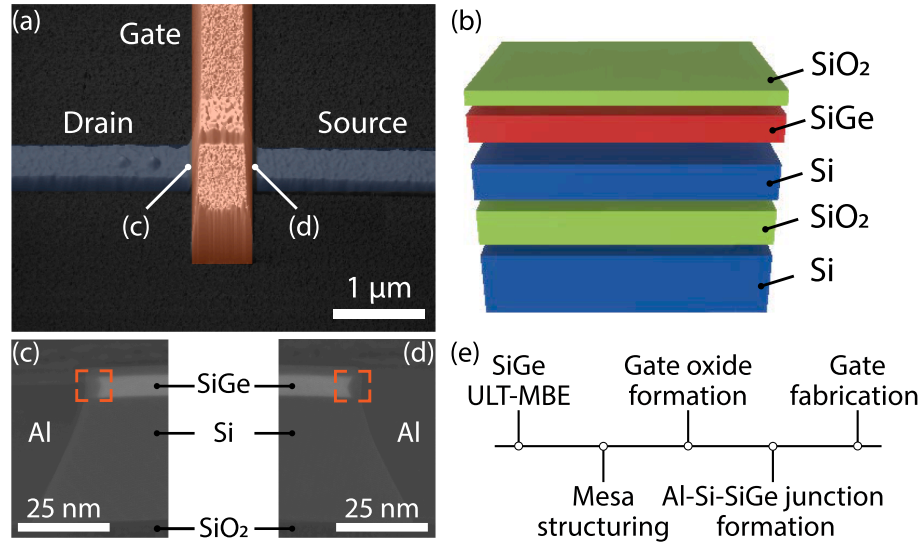 (a)
Gate
Drain
Source
(c)
(d)
1 μm
(b)
SiO₂
SiGe
Si
SiO₂
Si
(c)
(d)
SiGe
Al
Si
Al
25 nm
SiO₂
25 nm
(e)
SiGe
ULT-MBE
Gate oxide
formation
Gate
fabrication
Mesa
structuring
Al-Si-SiGe junction
formation